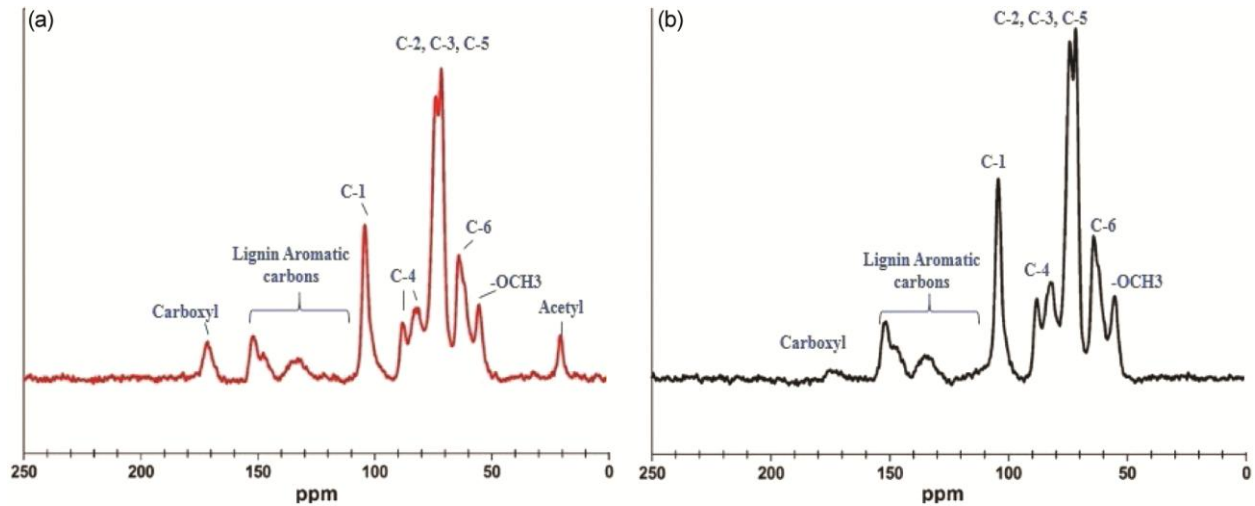 (a)
C-2, C-3, C-5
C-1
C-6
Lignin Aromatic
carbons
C-4
-OCH3
Carboxyl
Acetyl
250 200 150 100 50 0
ppm
(b)
C-2, C-3, C-5
C-1
C-6
Lignin Aromatic
carbons
C-4
-OCH3
Carboxyl
250 200 150 100 50 0
ppm